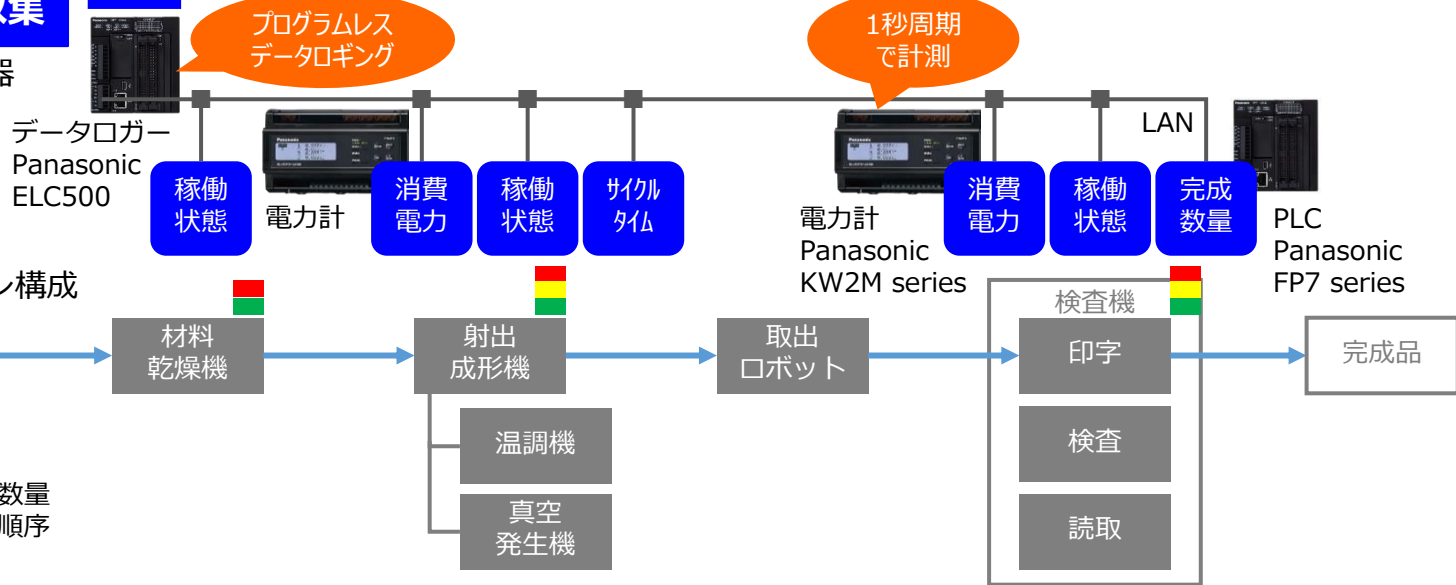 集
プログラムレス
データロギング
1秒周期
で計測
器
データロガー
Panasonic
ELC500
LAN
稼働
状態
電力計
消費
電力
稼働
状態
ｻｲｸﾙ
ﾀｲﾑ
電力計
Panasonic
KW2M series
消費
電力
稼働
状態
完成
数量
PLC
Panasonic
FP7 series
ン構成
材料
乾燥機
射出
成形機
取出
ロボット
検査機
印字
検査
読取
完成品
温調機
真空
発生機
数量
順序